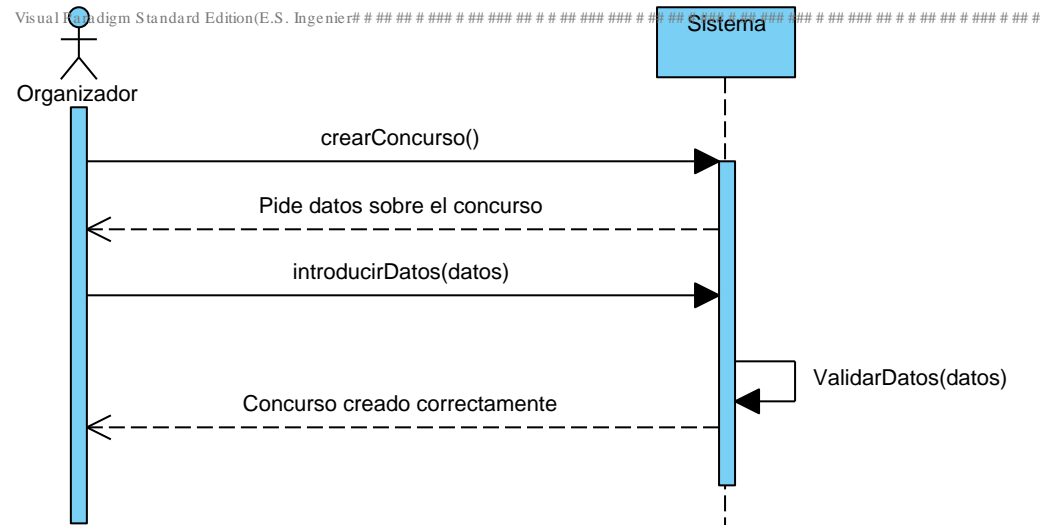 Visual Paradigm Standard Edition(E.S. Ingenier
Sistema
Organizador
crearConcurso()
Pide datos sobre el concurso
introducirDatos(datos)
ValidarDatos(datos)
Concurso creado correctamente